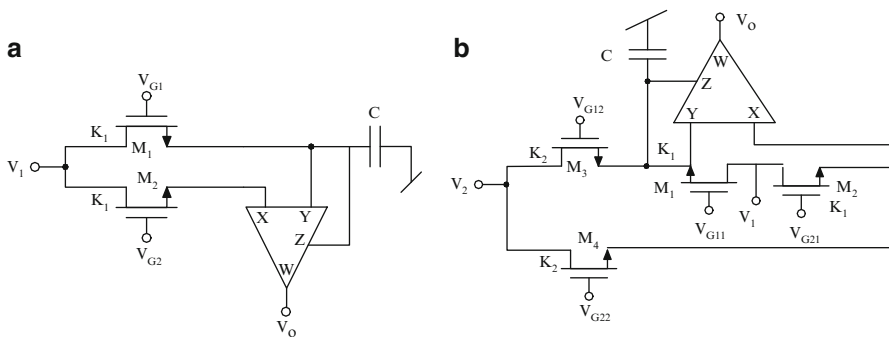 a
V_G1
K_1
M_1
V_1
M_2
K_1
V_G2
C
X
Y
Z
W
V_O
b
V_O
C
W
Z
Y
X
V_G12
K_2
M_3
K_1
V_2
M_1
M_2
K_1
V_G11
V_1
V_G21
M_4
K_2
V_G22